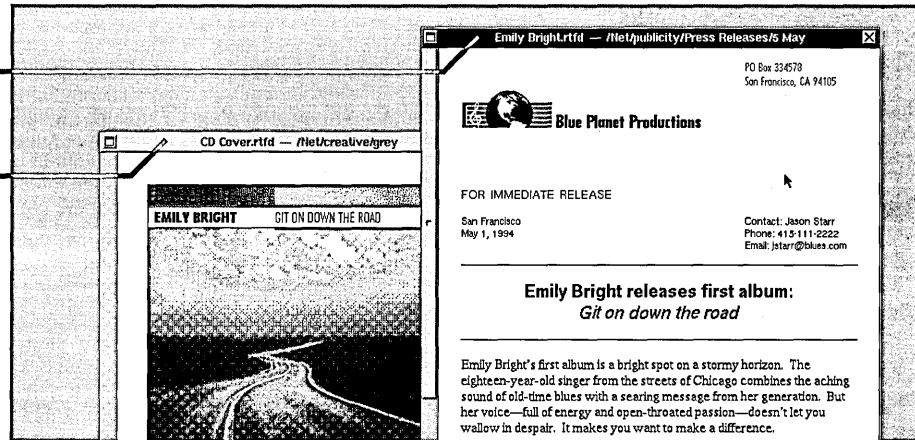 Emily Bright.rtfd — /Net/publicity/Press Releases/5 May
PO Box 334578
San Francisco, CA 94105
Blue Planet Productions
CD Cover.rtfd — /Net/creative/grey
EMILY BRIGHT GIT ON DOWN THE ROAD
FOR IMMEDIATE RELEASE
San Francisco
May 1, 1994
Contact: Jason Starr
Phone: 415-111-2222
Email: jstarr@blues.com
Emily Bright releases first album:
Git on down the road
Emily Bright's first album is a bright spot on a stormy horizon. The
eighteen-year-old singer from the streets of Chicago combines the aching
sound of old-time blues with a searing message from her generation. But
her voice—full of energy and open-throated passion—doesn't let you
wallow in despair. It makes you want to make a difference.